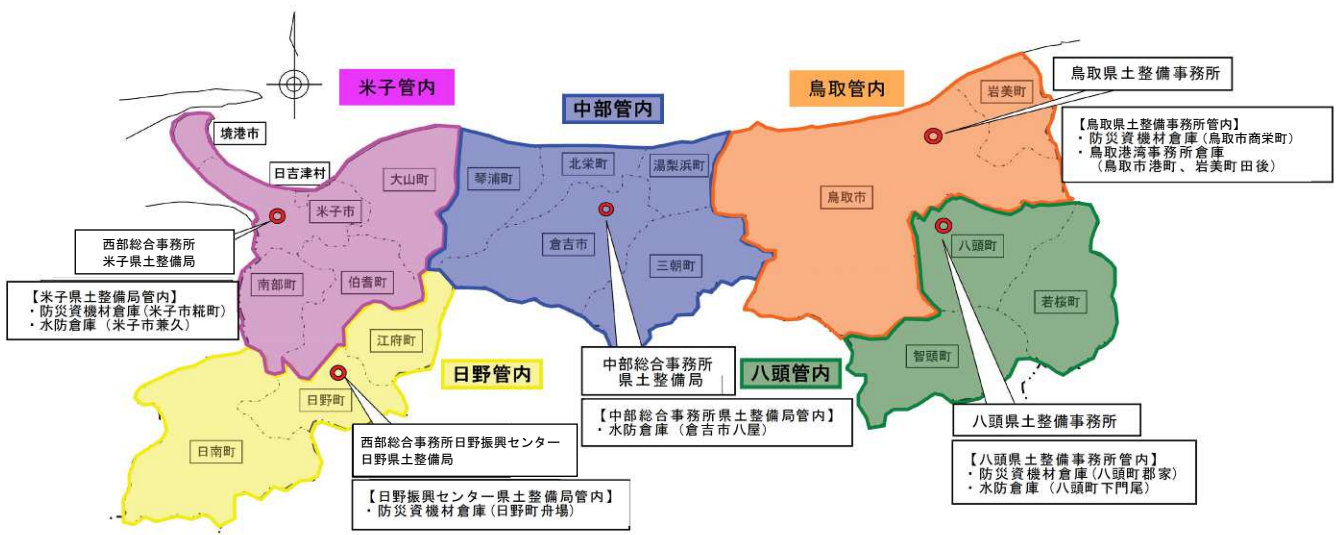 米子管内
中部管内
鳥取管内
境港市
日吉津村
大山町
米子市
南部町
伯耆町
西部総合事務所
米子県土整備局
【米子県土整備局管内】
・防災資機材倉庫(米子市糀町)
・水防倉庫(米子市兼久)
琴浦町
北栄町
湯梨浜町
倉吉市
三朝町
中部総合事務所
県土整備局
【中部総合事務所県土整備局管内】
・水防倉庫(倉吉市八屋)
鳥取市
岩美町
鳥取県土整備事務所
【鳥取県土整備事務所管内】
・防災資機材倉庫(鳥取市商栄町)
・鳥取港湾事務所倉庫
(鳥取市港町、岩美町田後)
八頭町
若桜町
智頭町
八頭管内
八頭県土整備事務所
【八頭県土整備事務所管内】
・防災資機材倉庫(八頭町郡家)
・水防倉庫(八頭町下門尾)
江府町
日野町
日南町
日野管内
西部総合事務所日野振興センター
日野県土整備局
【日野振興センター県土整備局管内】
・防災資機材倉庫(日野町舟場)